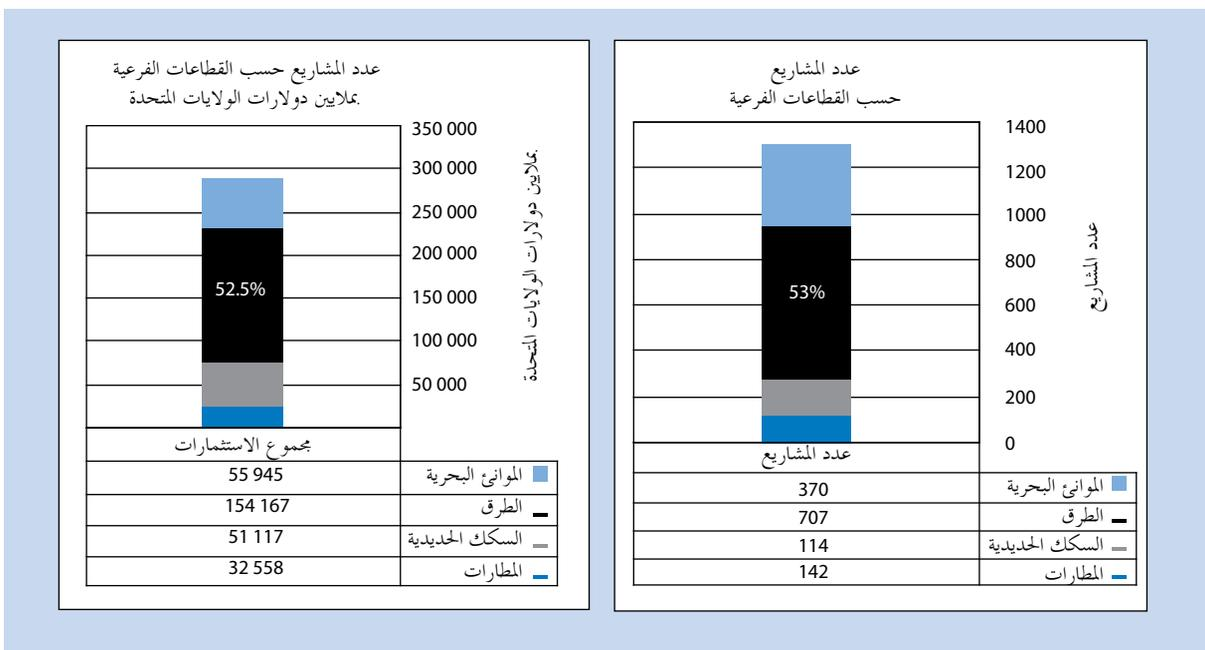 عدد المشاريع
حسب القطاعات الفرعية
1400
1200
1000
800
600
400
200
0
عدد المشاريع
53%
عدد المشاريع
الموانئ البحرية 370
الطرق 707
السكك الحديدية 114
المطارات 142
عدد المشاريع حسب القطاعات الفرعية
بملايين دولارات الولايات المتحدة
350 000
300 000
250 000
200 000
150 000
100 000
50 000
بملايين دولارات الولايات المتحدة
52.5%
مجموع الاستثمارات
الموانئ البحرية 55 945
الطرق 154 167
السكك الحديدية 51 117
المطارات 32 558